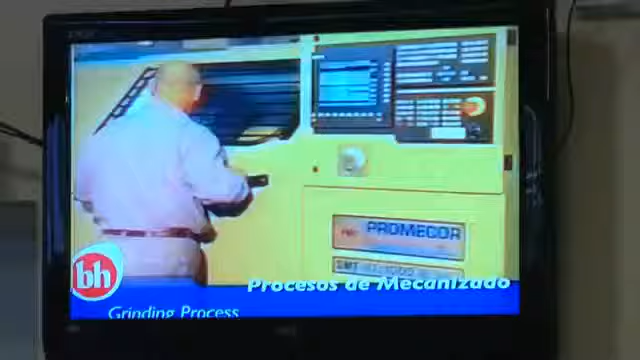 PROMECOR
bh
Procesos de Mecanizado
Grinding Process